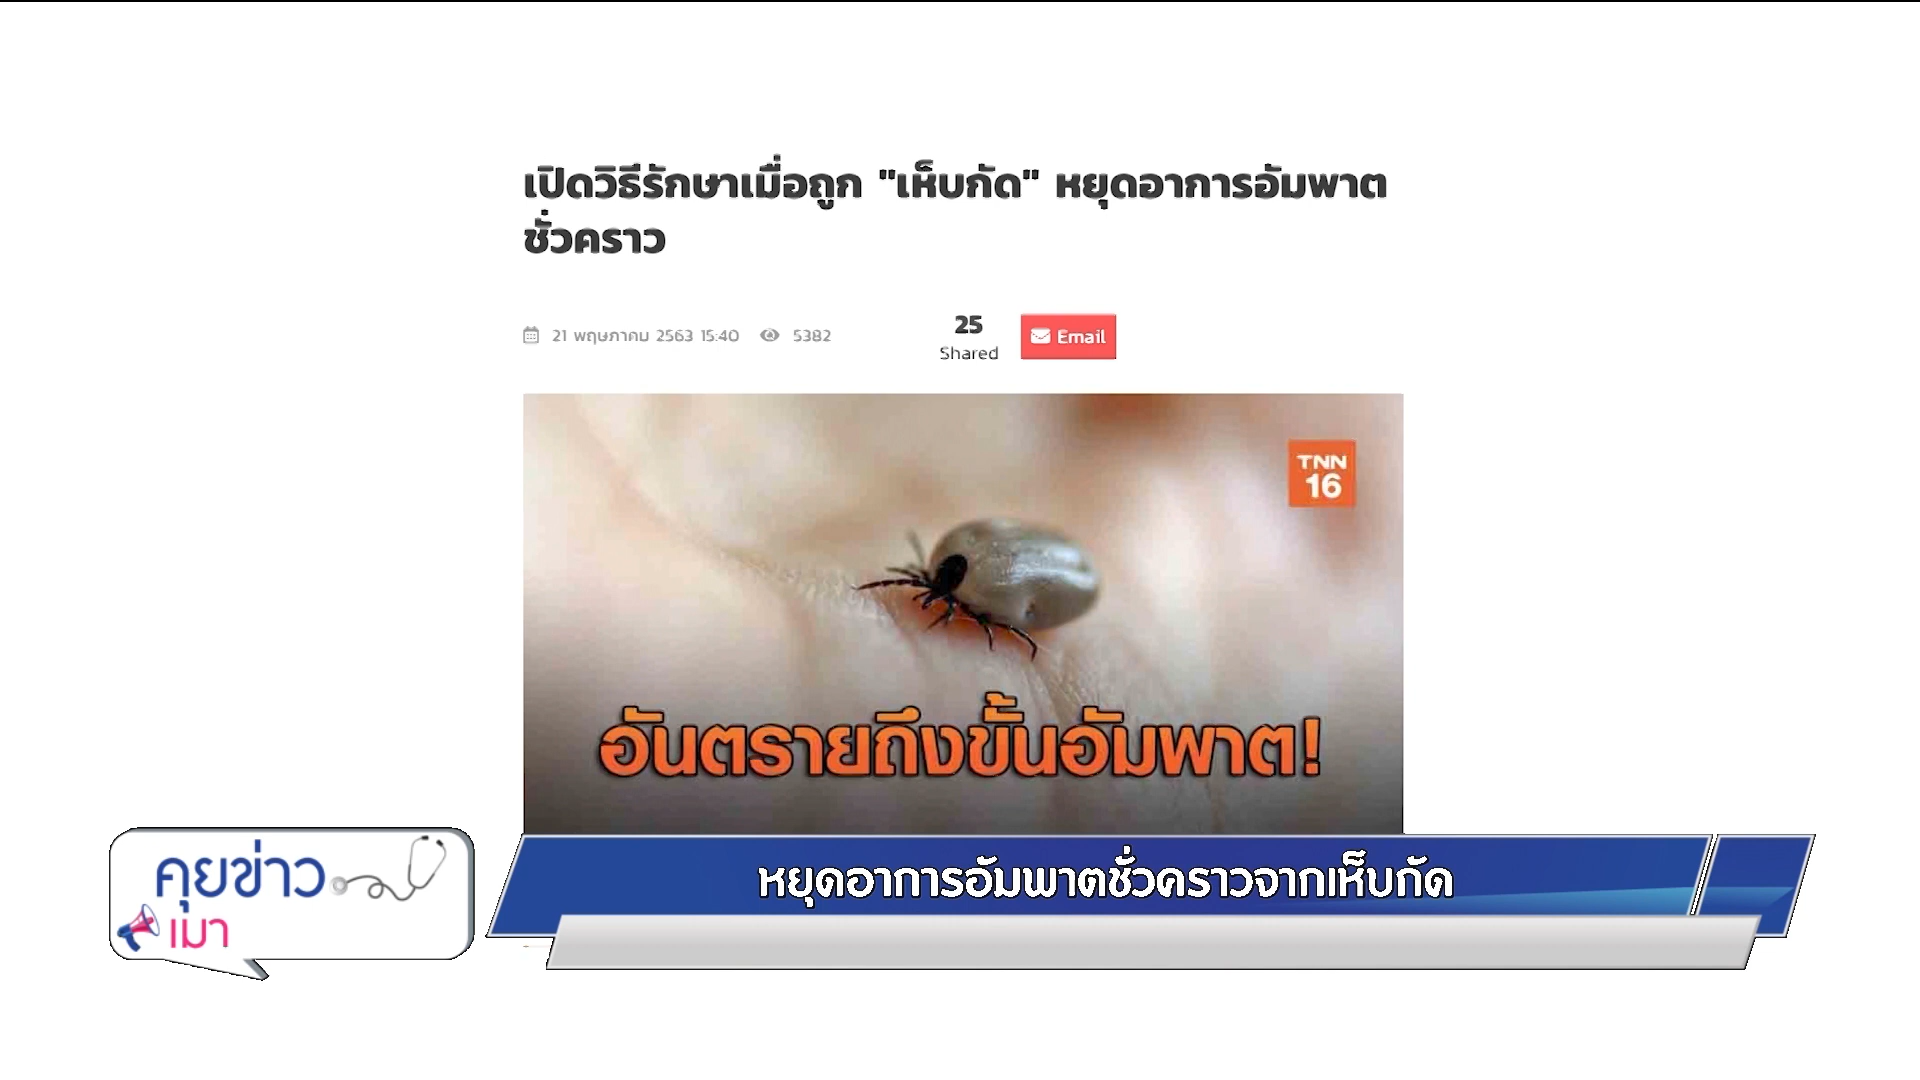 เปิดวิธีรักษาเมื่อถูก "เห็บกัด" หยุดอาการอัมพาต
ชั่วคราว
21 พฤษภาคม 2563 15:40 5382
25
Shared
Email
TNN
16
อันตรายถึงขั้นอัมพาต!
คุยข่าว
เมา
หยุดอาการอัมพาตชั่วคราวจากเห็บกัด